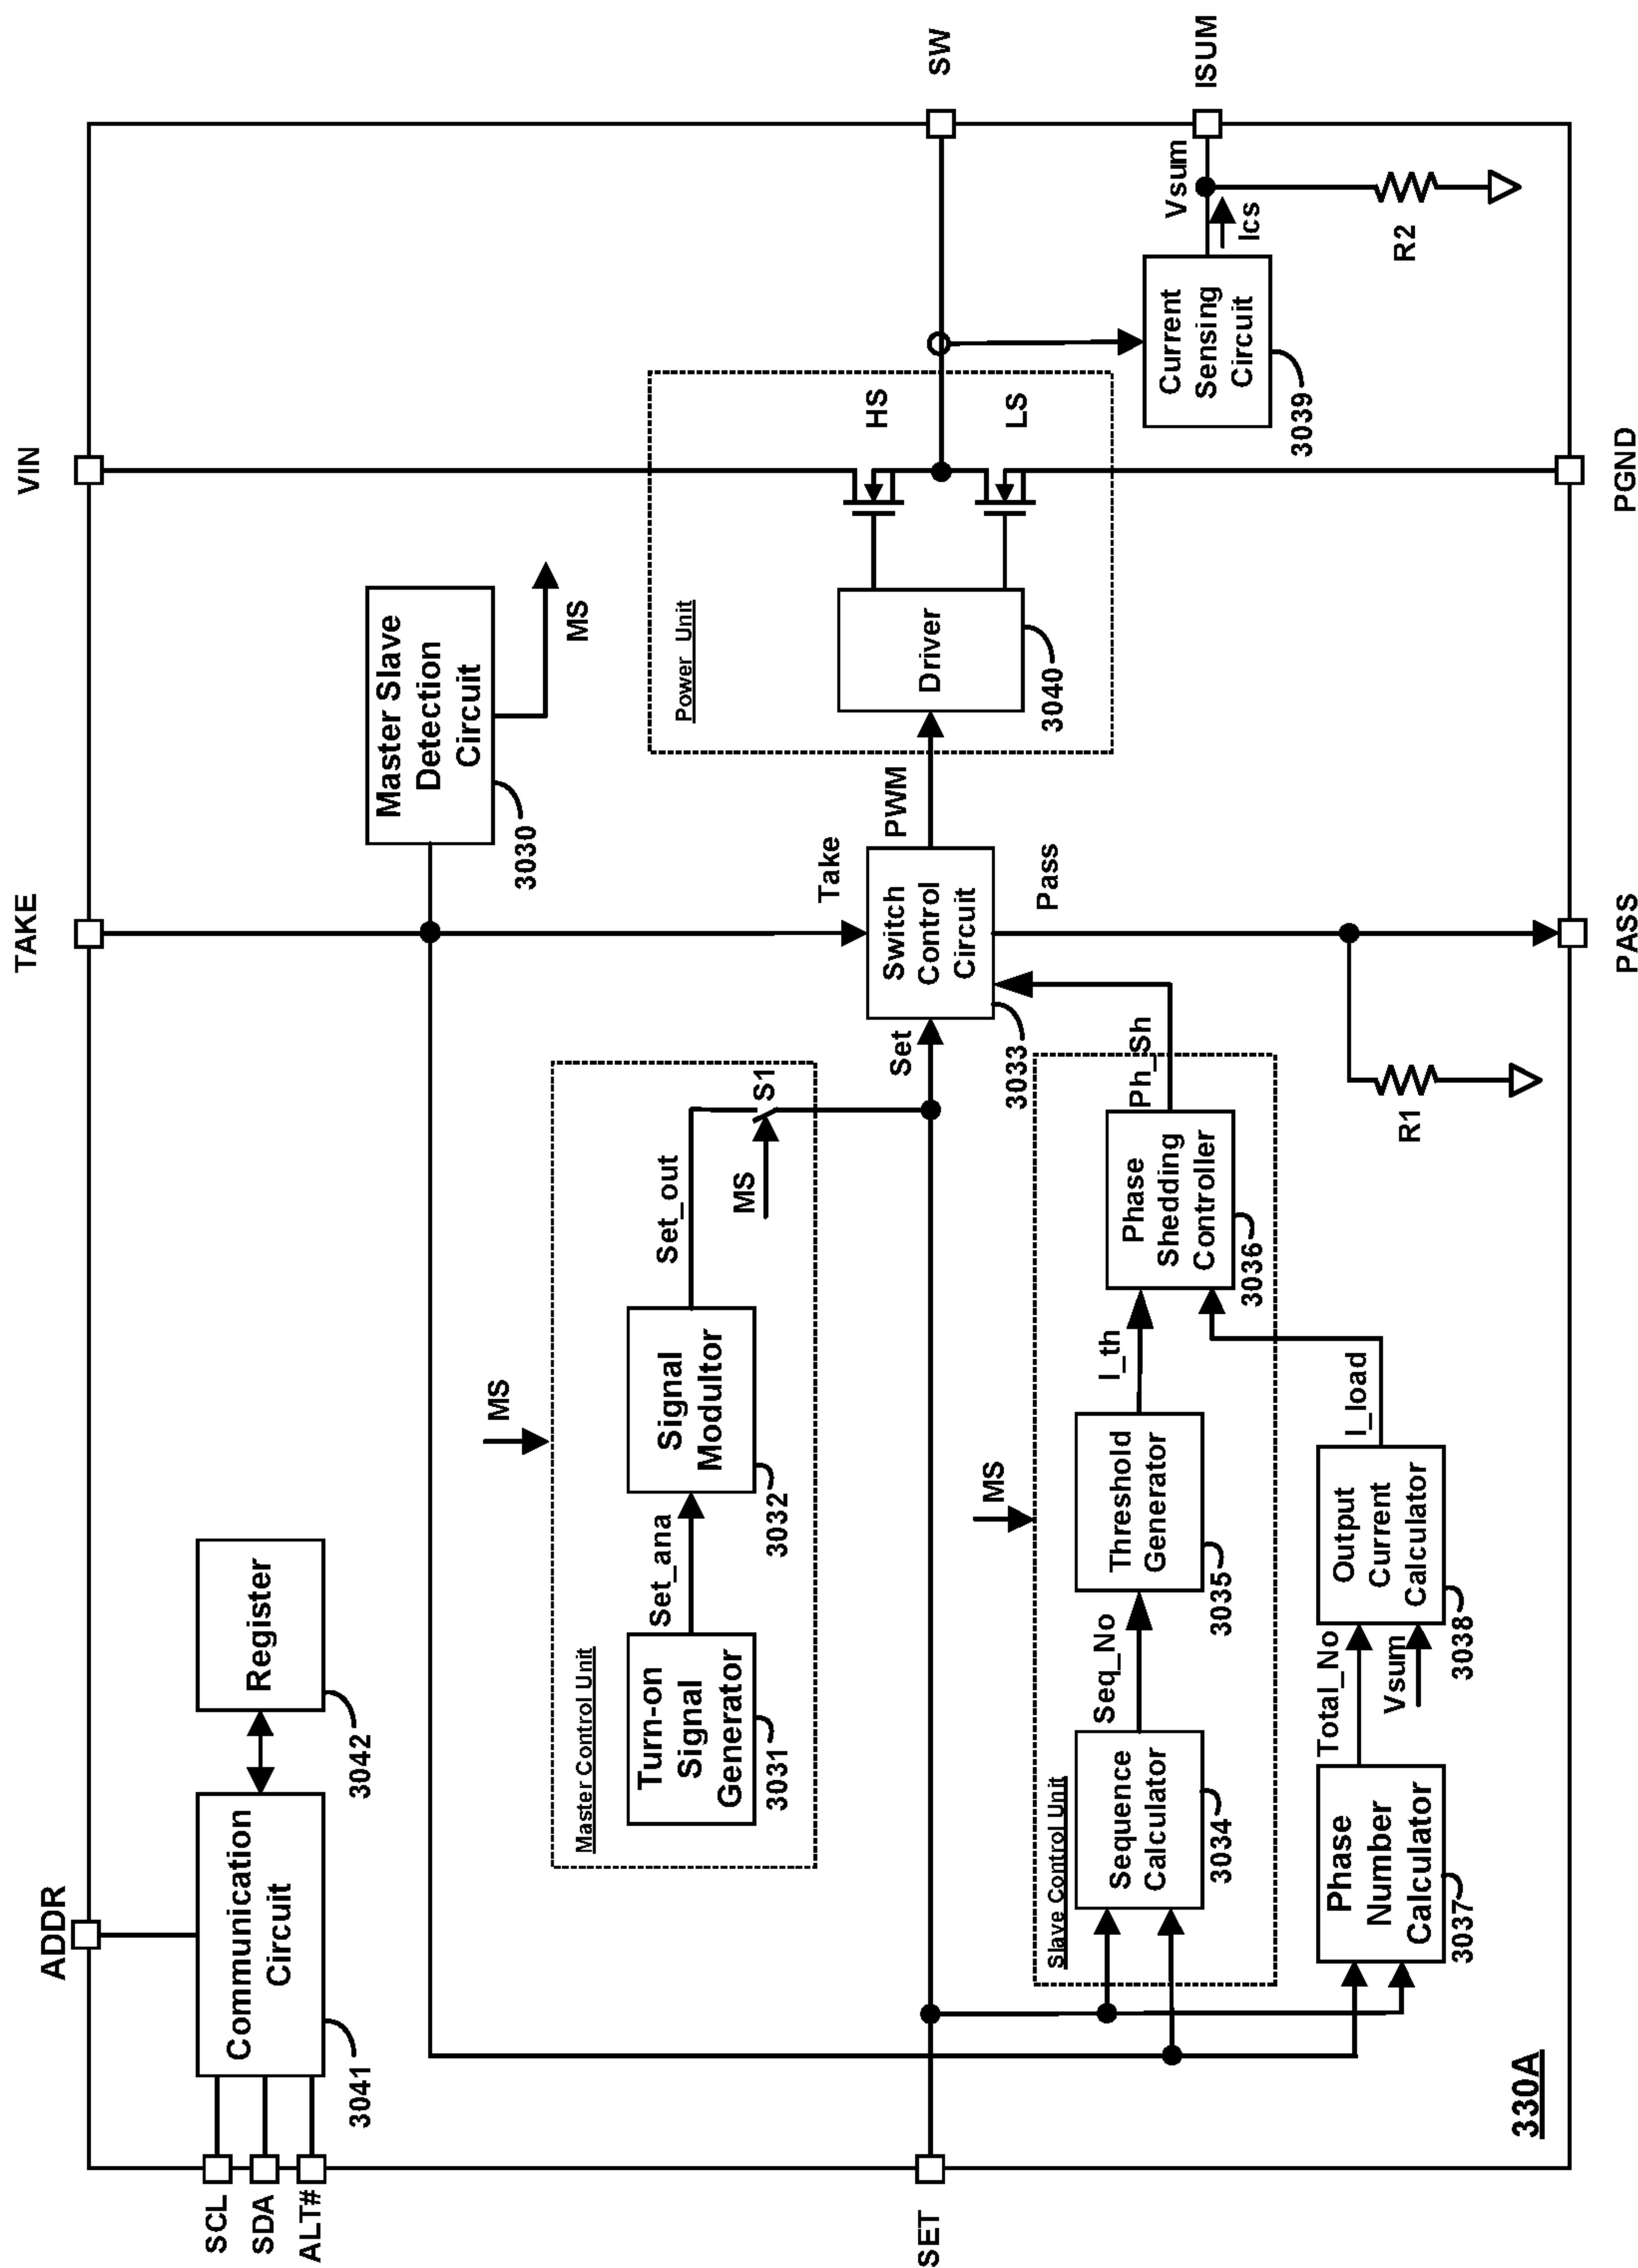 ADDR
TAKE
VIN
SCL
SDA
ALT#
Communication
Circuit
3041
Register
3042
Master Slave
Detection
Circuit
3030
MS
MS
Master Control Unit
Turn-on
Signal
Generator
3031
Set_ana
Signal
Modultor
3032
Set_out
MS
S1
Power Unit
Driver
3040
HS
LS
SW
SET
Set
Take
Switch
Control
Circuit
3033
PWM
Pass
MS
Slave Control Unit
Sequence
Calculator
3034
Seq_No
Threshold
Generator
3035
I_th
Phase
Shedding
Controller
3036
Ph_Sh
Current
Sensing
Circuit
3039
Vsum
Ics
ISUM
R2
Phase
Number
Calculator
3037
Total_No
Vsum
Output
Current
Calculator
3038
I_load
R1
330A
PASS
PGND